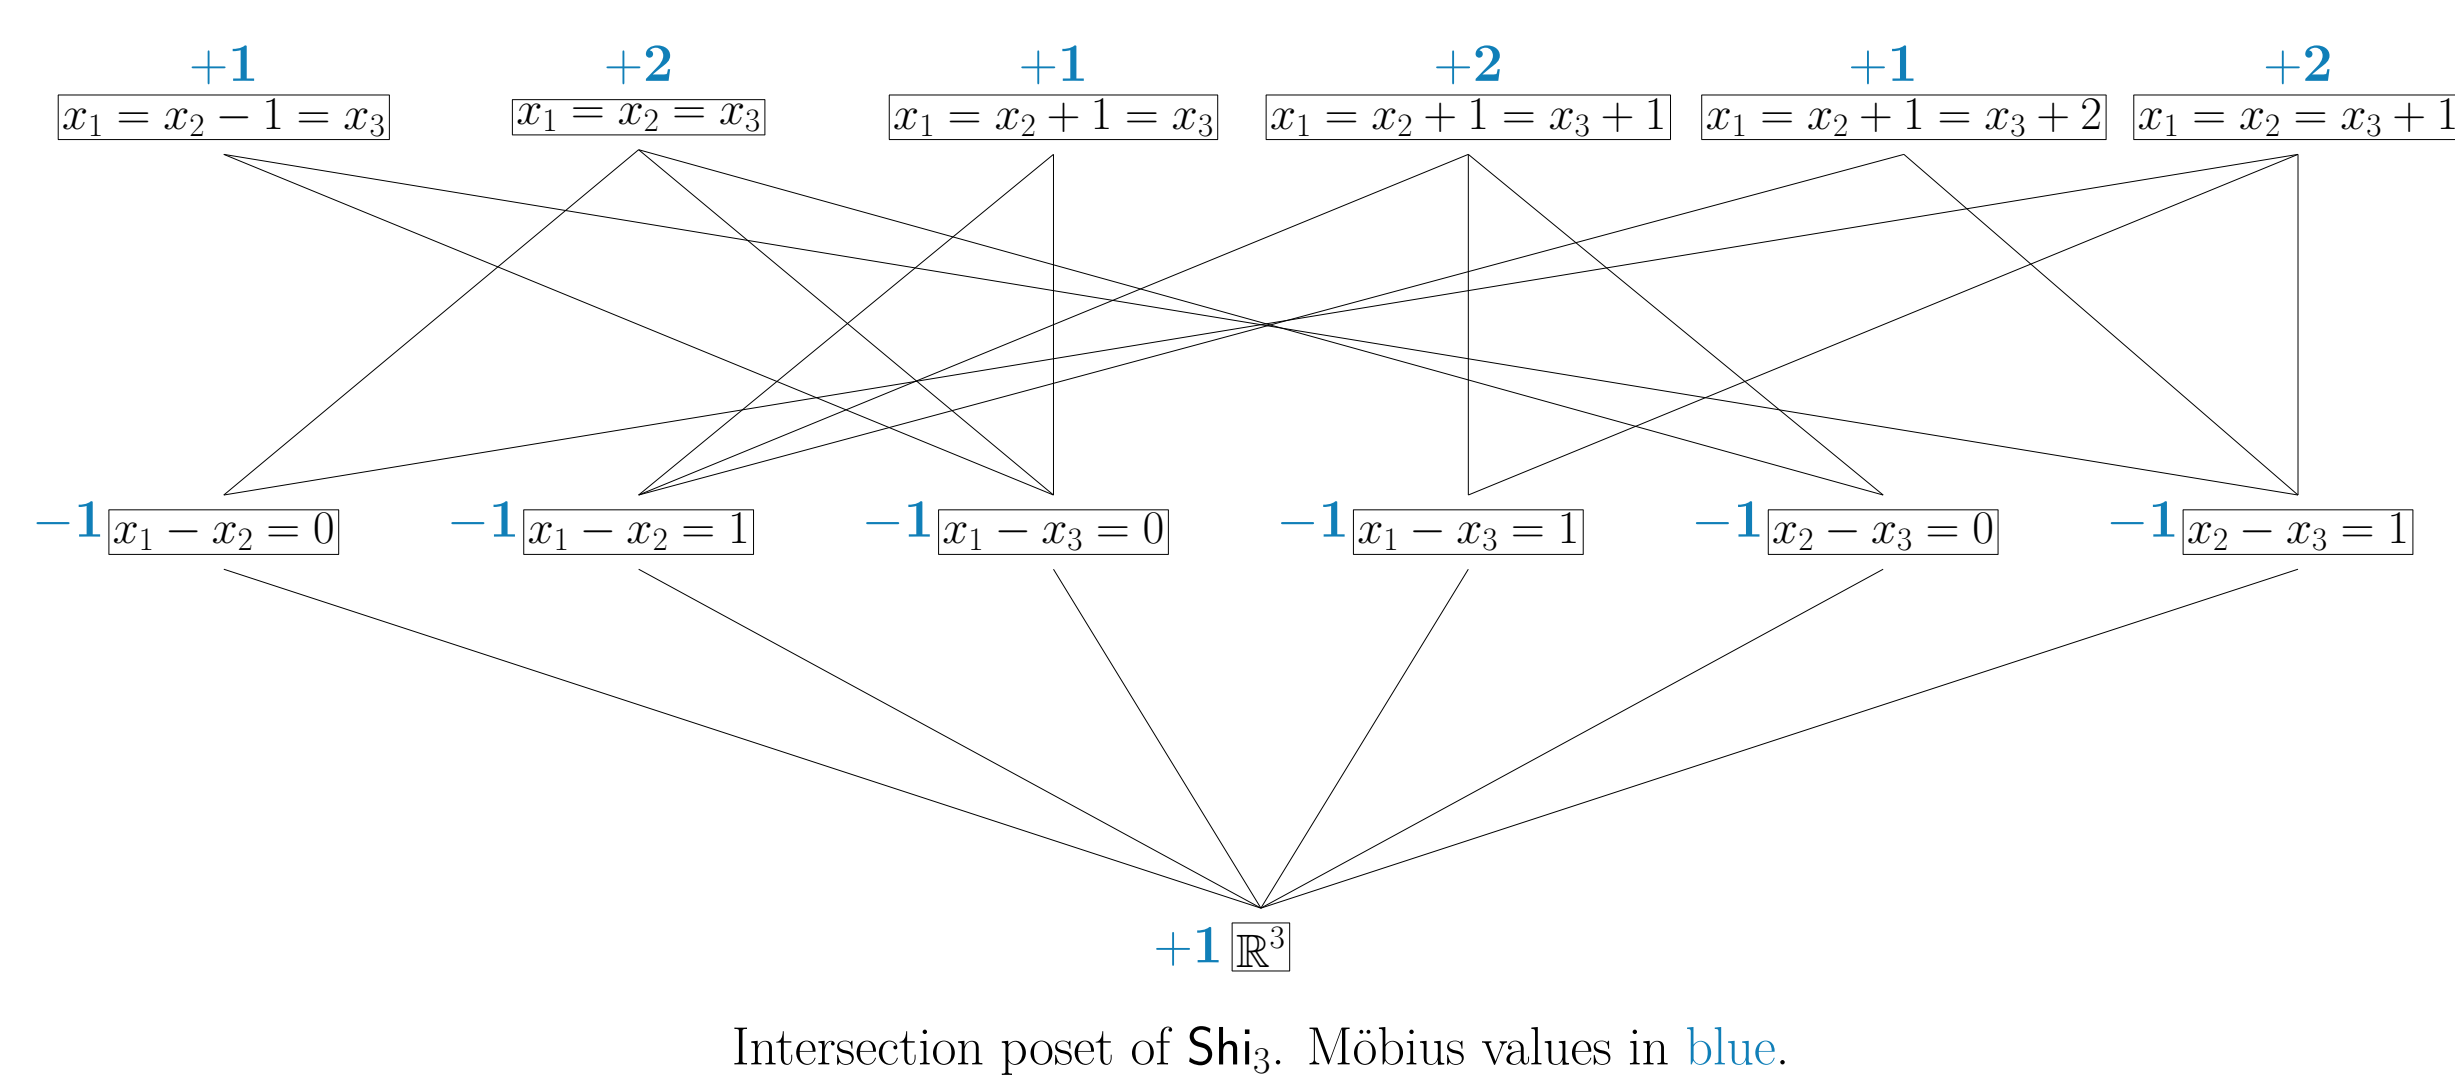 +1 +2 +1 +2 +1 +2
x₁ = x₂ − 1 = x₃ x₁ = x₂ = x₃ x₁ = x₂ + 1 = x₃ x₁ = x₂ + 1 = x₃ + 1 x₁ = x₂ + 1 = x₃ + 2 x₁ = x₂ = x₃ + 1
−1 x₁ − x₂ = 0 −1 x₁ − x₂ = 1 −1 x₁ − x₃ = 0 −1 x₁ − x₃ = 1 −1 x₂ − x₃ = 0 −1 x₂ − x₃ = 1
+1 ℝ³
Intersection poset of Shi₃. Möbius values in blue.